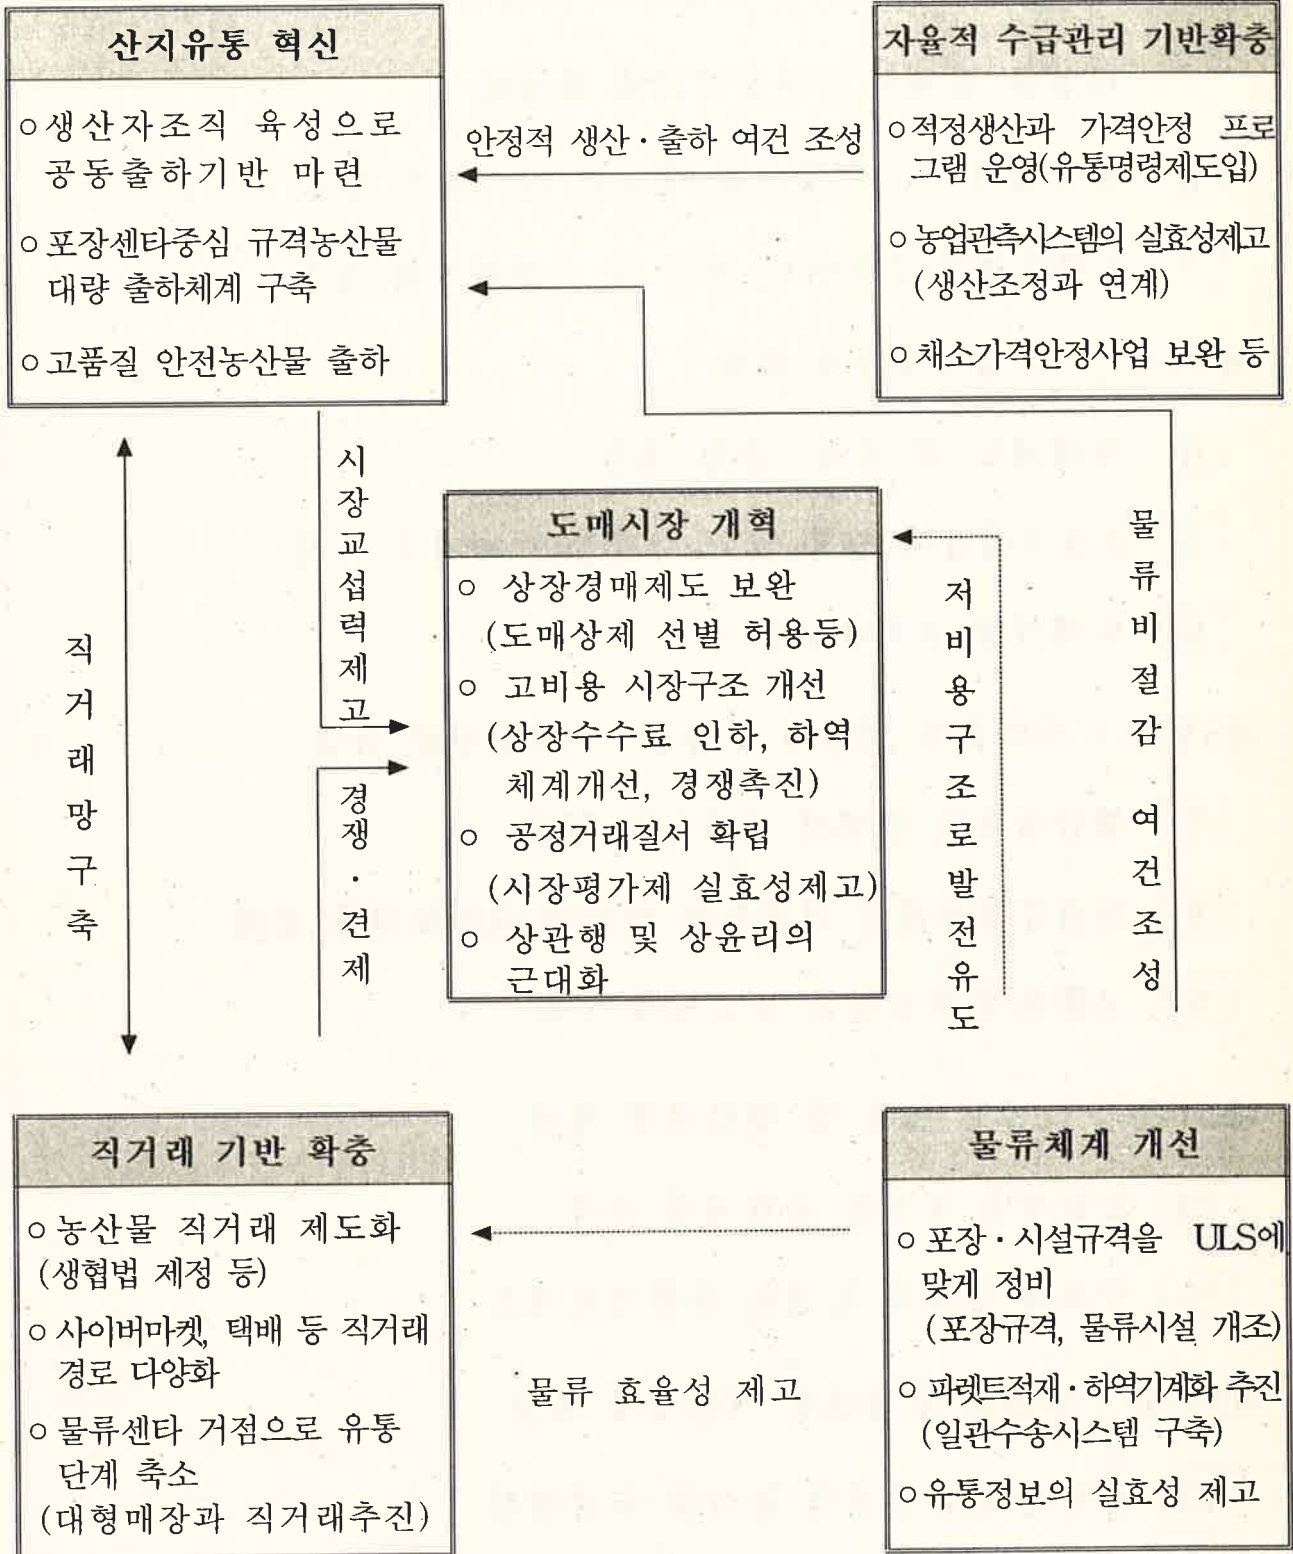 산지유통 혁신
○ 생산자조직 육성으로
공동출하기반 마련
○ 포장센타중심 규격농산물
대량 출하체계 구축
○ 고품질 안전농산물 출하
안정적 생산·출하 여건 조성
자율적 수급관리 기반확충
○ 적정생산과 가격안정 프로
그램 운영(유통명령제도입)
○ 농업관측시스템의 실효성제고
(생산조정과 연계)
○ 채소가격안정사업 보완 등
직거래망구축
시장교섭력제고
경쟁·견제
도매시장 개혁
○ 상장경매제도 보완
(도매상제 선별 허용등)
○ 고비용 시장구조 개선
(상장수수료 인하, 하역
체계개선, 경쟁촉진)
○ 공정거래질서 확립
(시장평가제 실효성제고)
○ 상관행 및 상윤리의
근대화
저비용구조로발전유도
물류비절감 여건조성
직거래 기반 확충
○ 농산물 직거래 제도화
(생협법 제정 등)
○ 사이버마켓, 택배 등 직거래
경로 다양화
○ 물류센타 거점으로 유통
단계 축소
(대형매장과 직거래추진)
물류 효율성 제고
물류체계 개선
○ 포장·시설규격을 ULS에
맞게 정비
(포장규격, 물류시설 개조)
○ 파렛트적재·하역기계화 추진
(일관수송시스템 구축)
○ 유통정보의 실효성 제고